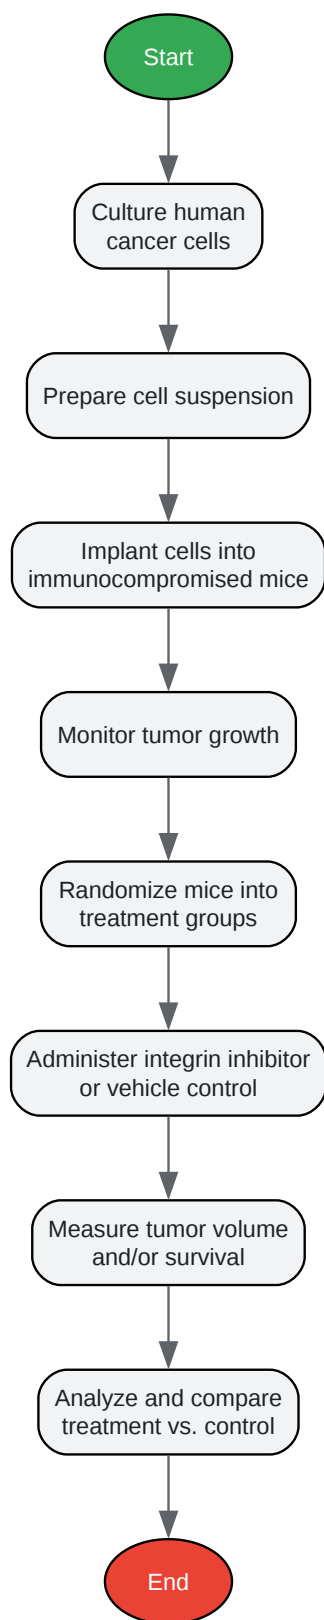 Start
Culture human
cancer cells
Prepare cell suspension
Implant cells into
immunocompromised mice
Monitor tumor growth
Randomize mice into
treatment groups
Administer integrin inhibitor
or vehicle control
Measure tumor volume
and/or survival
Analyze and compare
treatment vs. control
End